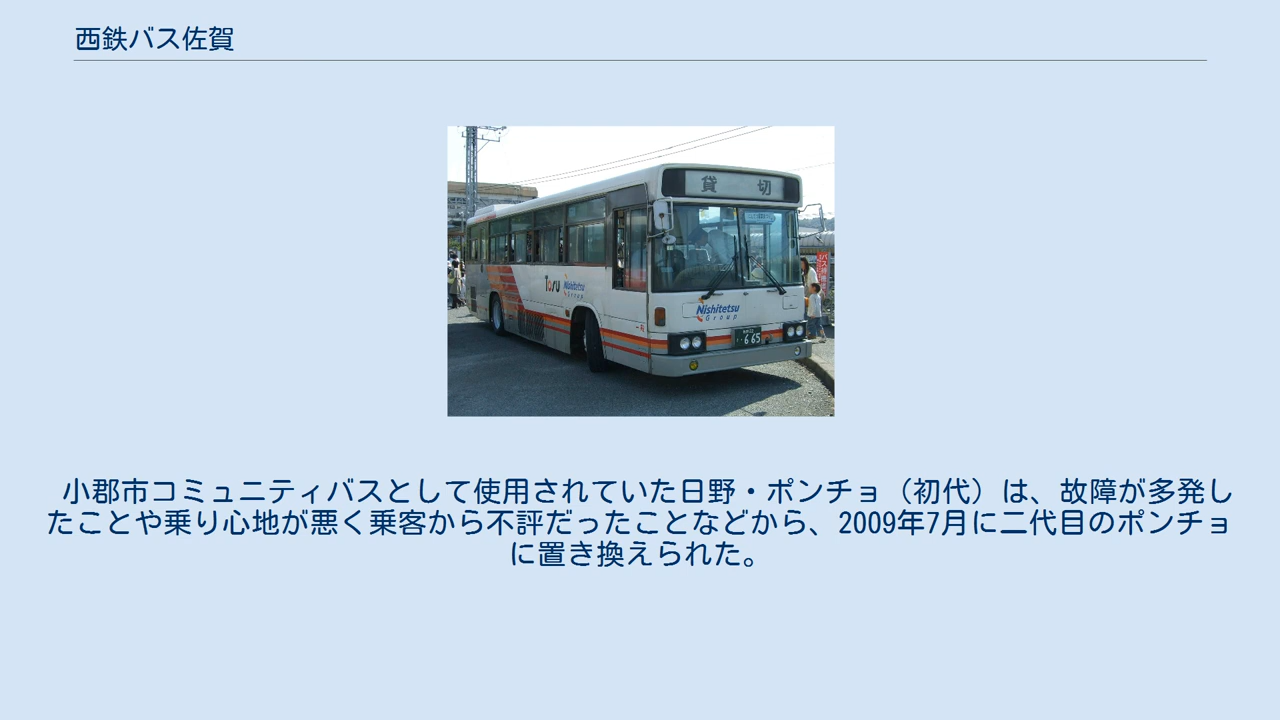 西鉄バス佐賀
貸切
Tosu
Nishitetsu
Group
Nishitetsu
Group
665
小郡市コミュニティバスとして使用されていた日野・ポンチョ（初代）は、故障が多発し
たことや乗り心地が悪く乗客から不評だったことなどから、2009年7月に二代目のポンチョ
に置き換えられた。